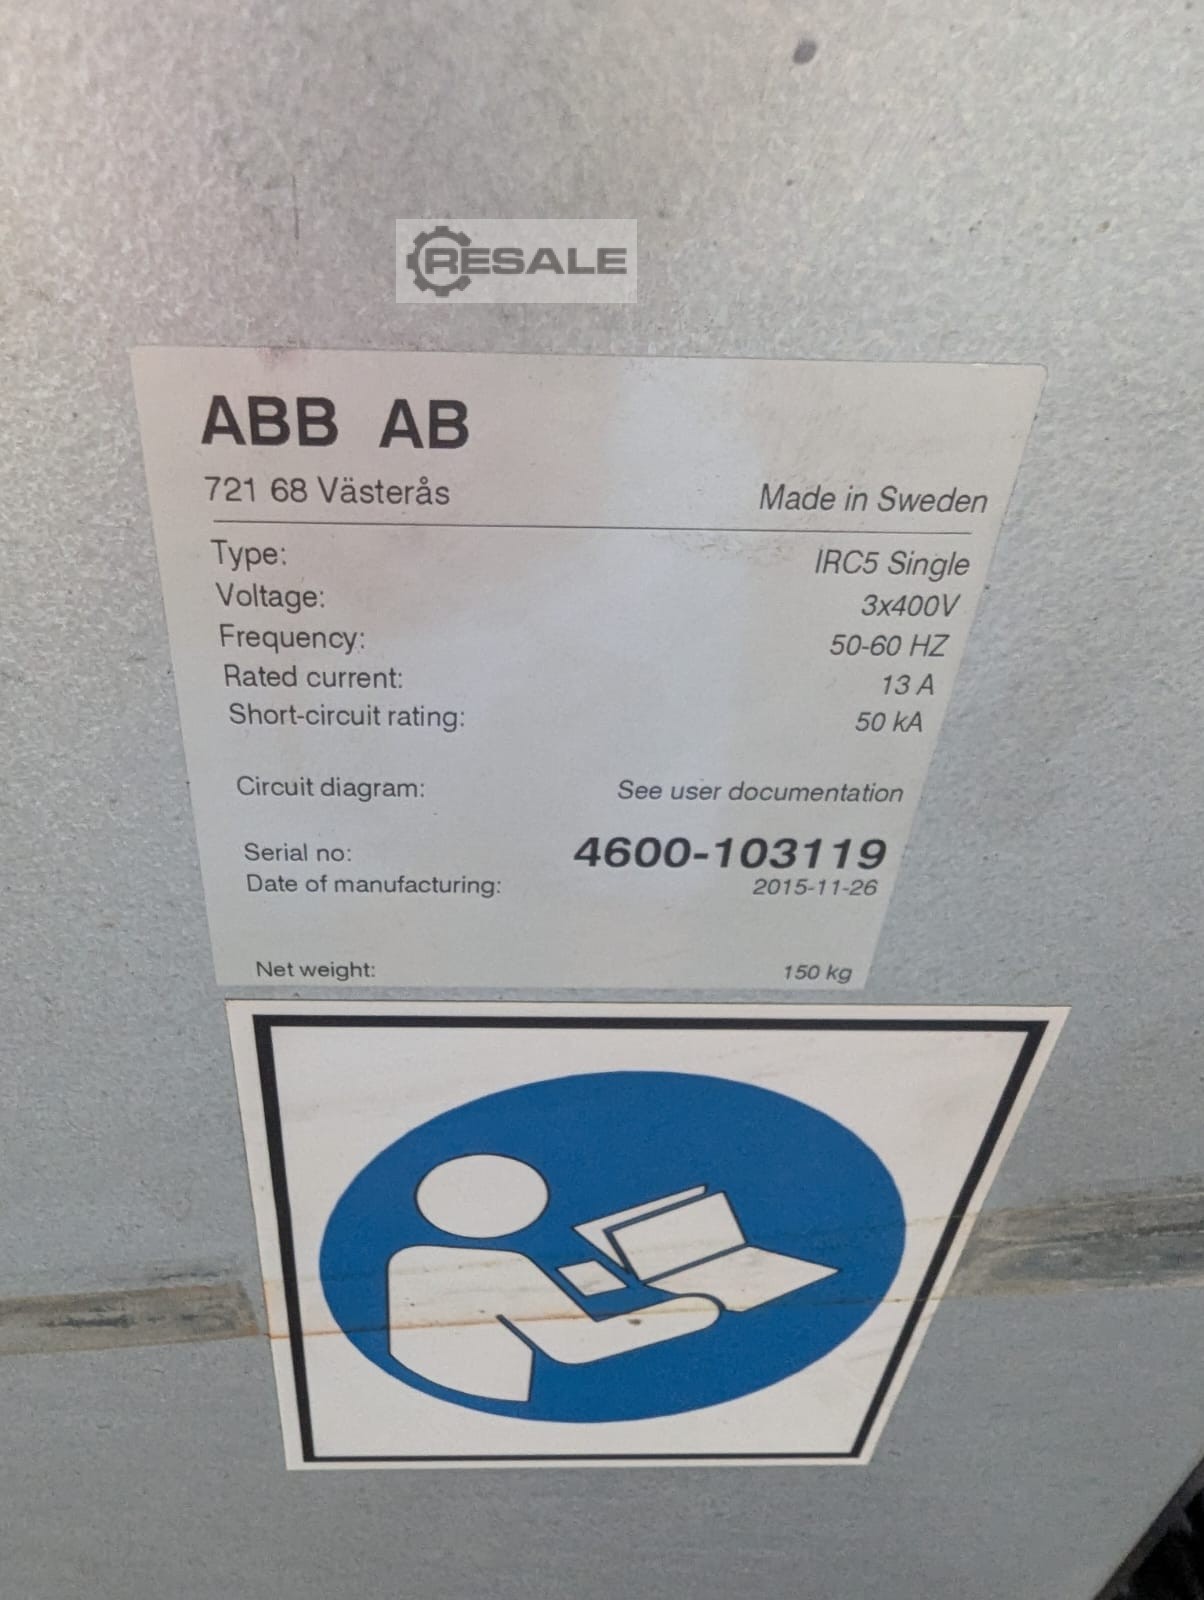 RESALE
ABB AB
721 68 Västerås Made in Sweden
Type: IRC5 Single
Voltage: 3x400V
Frequency: 50-60 HZ
Rated current: 13 A
Short-circuit rating: 50 kA
Circuit diagram: See user documentation
Serial no: 4600-103119
Date of manufacturing: 2015-11-26
Net weight: 150 kg